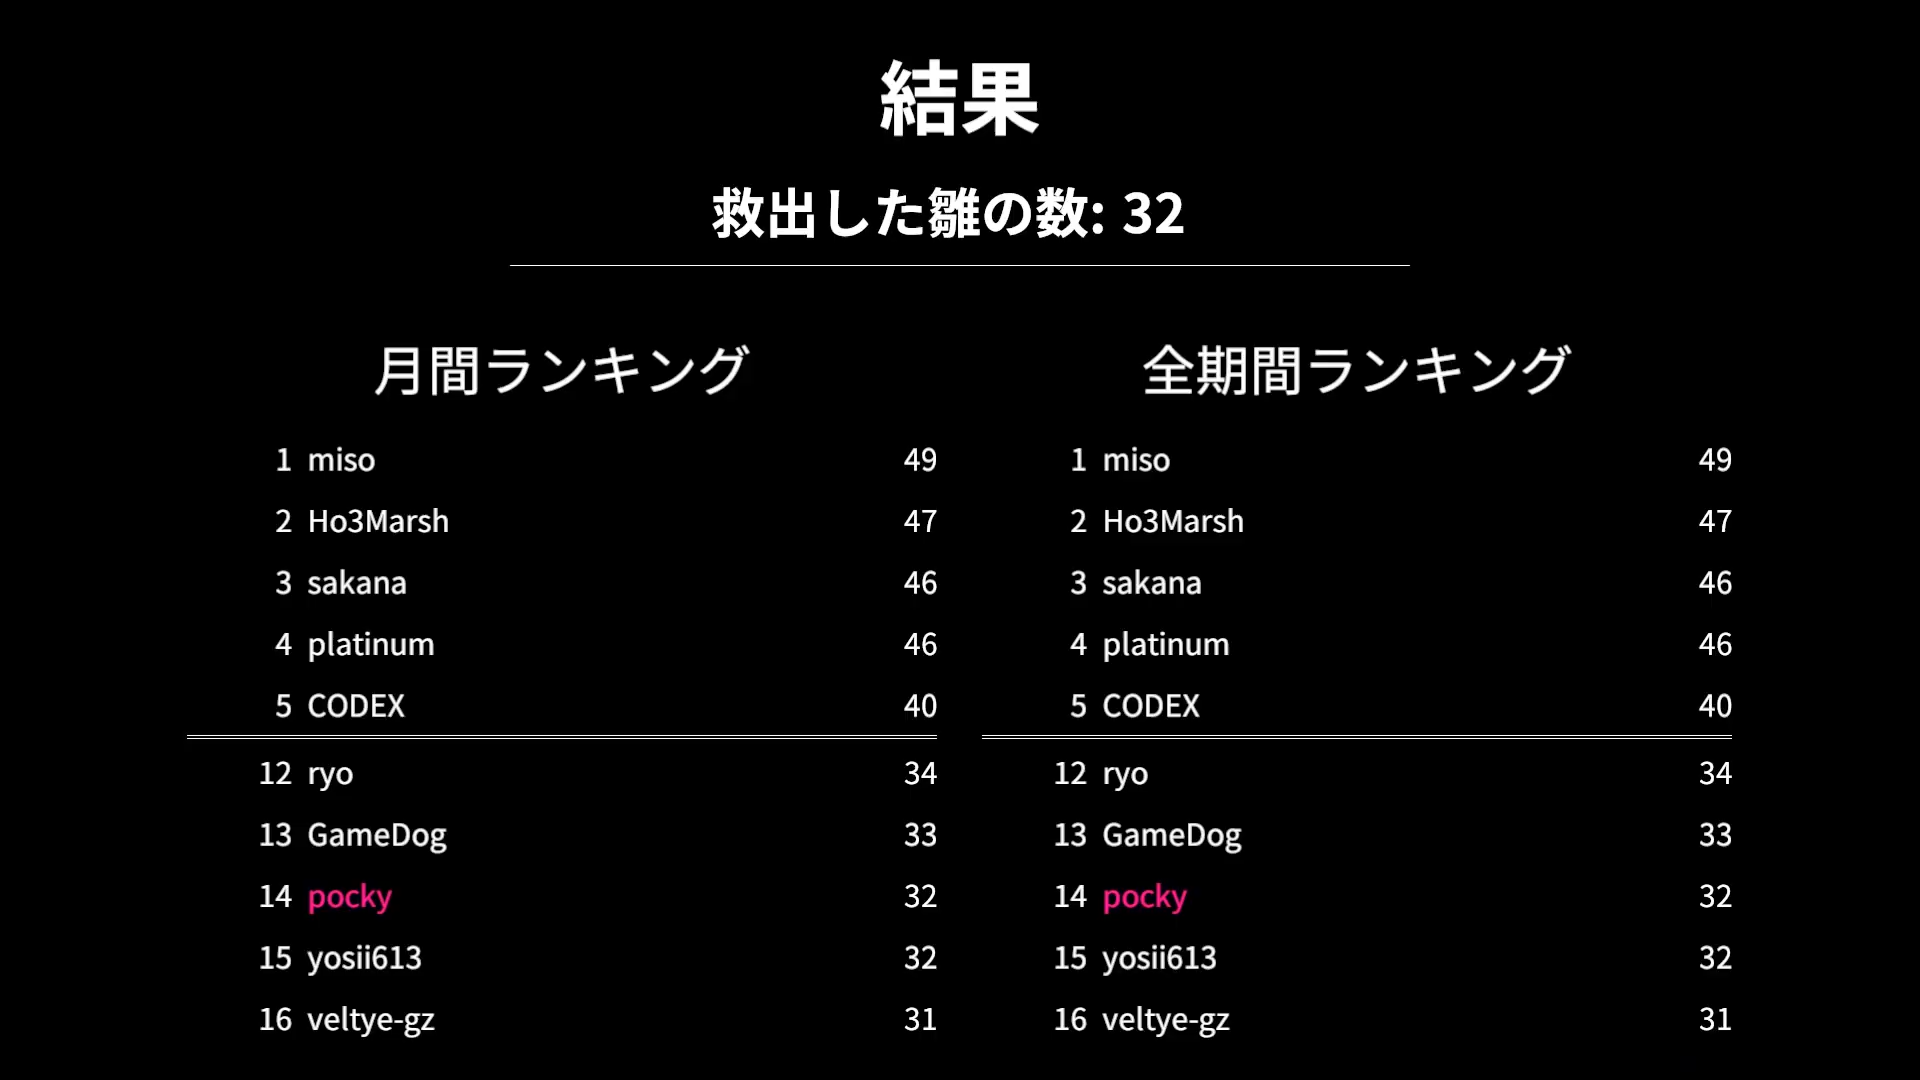 結果
救出した雛の数: 32
月間ランキング
1 miso 49
2 Ho3Marsh 47
3 sakana 46
4 platinum 46
5 CODEX 40
12 ryo 34
13 GameDog 33
14 pocky 32
15 yosii613 32
16 veltye-gz 31
全期間ランキング
1 miso 49
2 Ho3Marsh 47
3 sakana 46
4 platinum 46
5 CODEX 40
12 ryo 34
13 GameDog 33
14 pocky 32
15 yosii613 32
16 veltye-gz 31